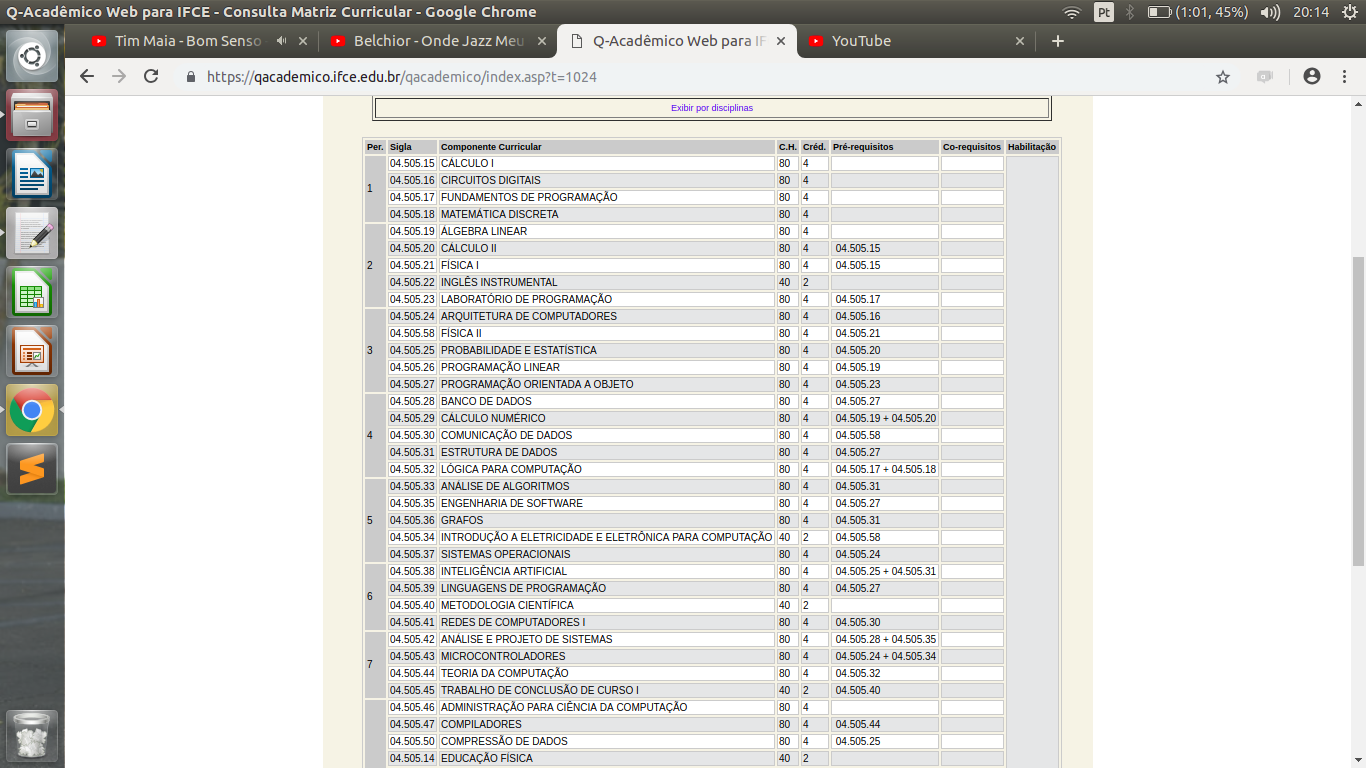 Q-Acadêmico Web para IFCE - Consulta Matriz Curricular - Google Chrome Pt (1:01, 45%) 20:14
Tim Maia - Bom Senso Belchior - Onde Jazz Meu Q-Acadêmico Web para IF YouTube
https://qacademico.ifce.edu.br/qacademico/index.asp?t=1024
Exibir por disciplinas
Per. Sigla Componente Curricular C.H. Créd. Pré-requisitos Co-requisitos Habilitação
1
04.505.15 CÁLCULO I 80 4
04.505.16 CIRCUITOS DIGITAIS 80 4
04.505.17 FUNDAMENTOS DE PROGRAMAÇÃO 80 4
04.505.18 MATEMÁTICA DISCRETA 80 4
2
04.505.19 ÁLGEBRA LINEAR 80 4
04.505.20 CÁLCULO II 80 4 04.505.15
04.505.21 FÍSICA I 80 4 04.505.15
04.505.22 INGLÊS INSTRUMENTAL 40 2
04.505.23 LABORATÓRIO DE PROGRAMAÇÃO 80 4 04.505.17
3
04.505.24 ARQUITETURA DE COMPUTADORES 80 4 04.505.16
04.505.58 FÍSICA II 80 4 04.505.21
04.505.25 PROBABILIDADE E ESTATÍSTICA 80 4 04.505.20
04.505.26 PROGRAMAÇÃO LINEAR 80 4 04.505.19
04.505.27 PROGRAMAÇÃO ORIENTADA A OBJETO 80 4 04.505.23
4
04.505.28 BANCO DE DADOS 80 4 04.505.27
04.505.29 CÁLCULO NUMÉRICO 80 4 04.505.19 + 04.505.20
04.505.30 COMUNICAÇÃO DE DADOS 80 4 04.505.58
04.505.31 ESTRUTURA DE DADOS 80 4 04.505.27
04.505.32 LÓGICA PARA COMPUTAÇÃO 80 4 04.505.17 + 04.505.18
5
04.505.33 ANÁLISE DE ALGORITMOS 80 4 04.505.31
04.505.35 ENGENHARIA DE SOFTWARE 80 4 04.505.27
04.505.36 GRAFOS 80 4 04.505.31
04.505.34 INTRODUÇÃO A ELETRICIDADE E ELETRÔNICA PARA COMPUTAÇÃO 40 2 04.505.58
04.505.37 SISTEMAS OPERACIONAIS 80 4 04.505.24
6
04.505.38 INTELIGÊNCIA ARTIFICIAL 80 4 04.505.25 + 04.505.31
04.505.39 LINGUAGENS DE PROGRAMAÇÃO 80 4 04.505.27
04.505.40 METODOLOGIA CIENTÍFICA 40 2
04.505.41 REDES DE COMPUTADORES I 80 4 04.505.30
7
04.505.42 ANÁLISE E PROJETO DE SISTEMAS 80 4 04.505.28 + 04.505.35
04.505.43 MICROCONTROLADORES 80 4 04.505.24 + 04.505.34
04.505.44 TEORIA DA COMPUTAÇÃO 80 4 04.505.32
04.505.45 TRABALHO DE CONCLUSÃO DE CURSO I 40 2 04.505.40
04.505.46 ADMINISTRAÇÃO PARA CIÊNCIA DA COMPUTAÇÃO 80 4
04.505.47 COMPILADORES 80 4 04.505.44
04.505.50 COMPRESSÃO DE DADOS 80 4 04.505.25
04.505.14 EDUCAÇÃO FÍSICA 40 2